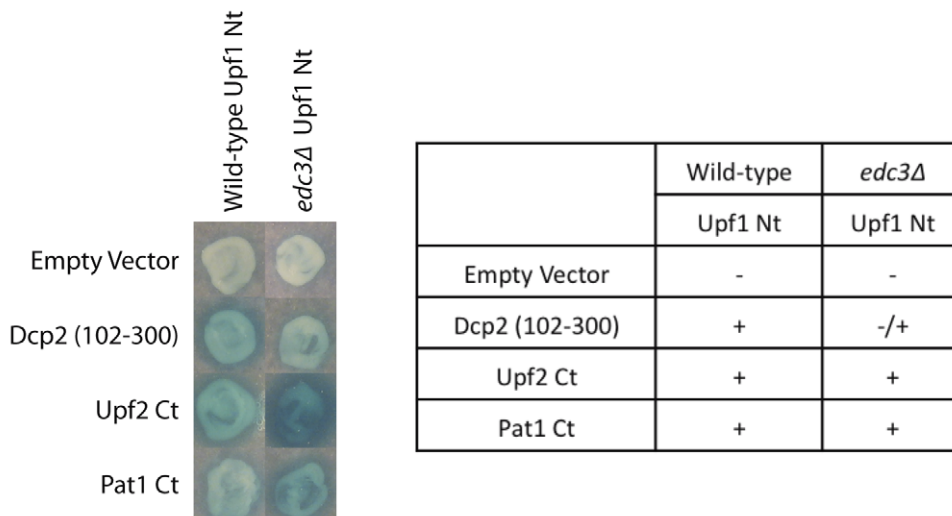 Wild-type Upf1 Nt
edc3Δ Upf1 Nt
Empty Vector
Dcp2 (102-300)
Upf2 Ct
Pat1 Ct
Wild-type edc3Δ
Upf1 Nt Upf1 Nt
Empty Vector - -
Dcp2 (102-300) + -/+
Upf2 Ct + +
Pat1 Ct + +